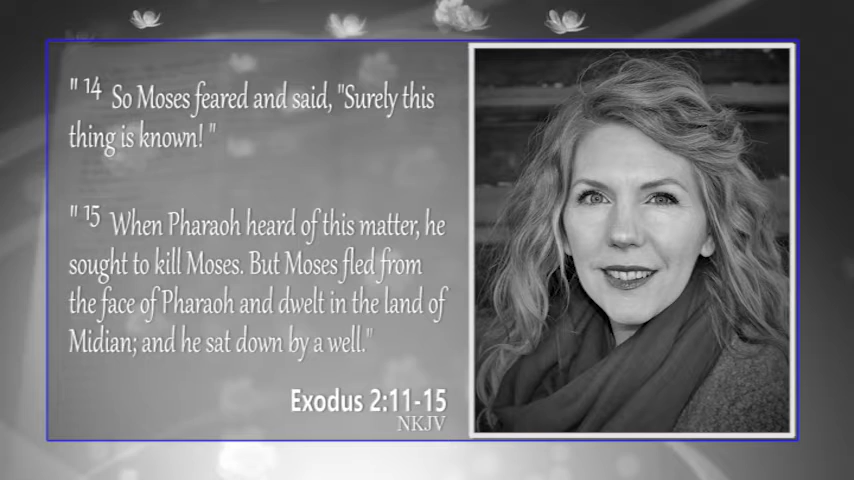 " 14 So Moses feared and said, "Surely this
thing is known! "
" 15 When Pharaoh heard of this matter, he
sought to kill Moses. But Moses fled from
the face of Pharaoh and dwelt in the land of
Midian; and he sat down by a well."
Exodus 2:11-15
NKJV